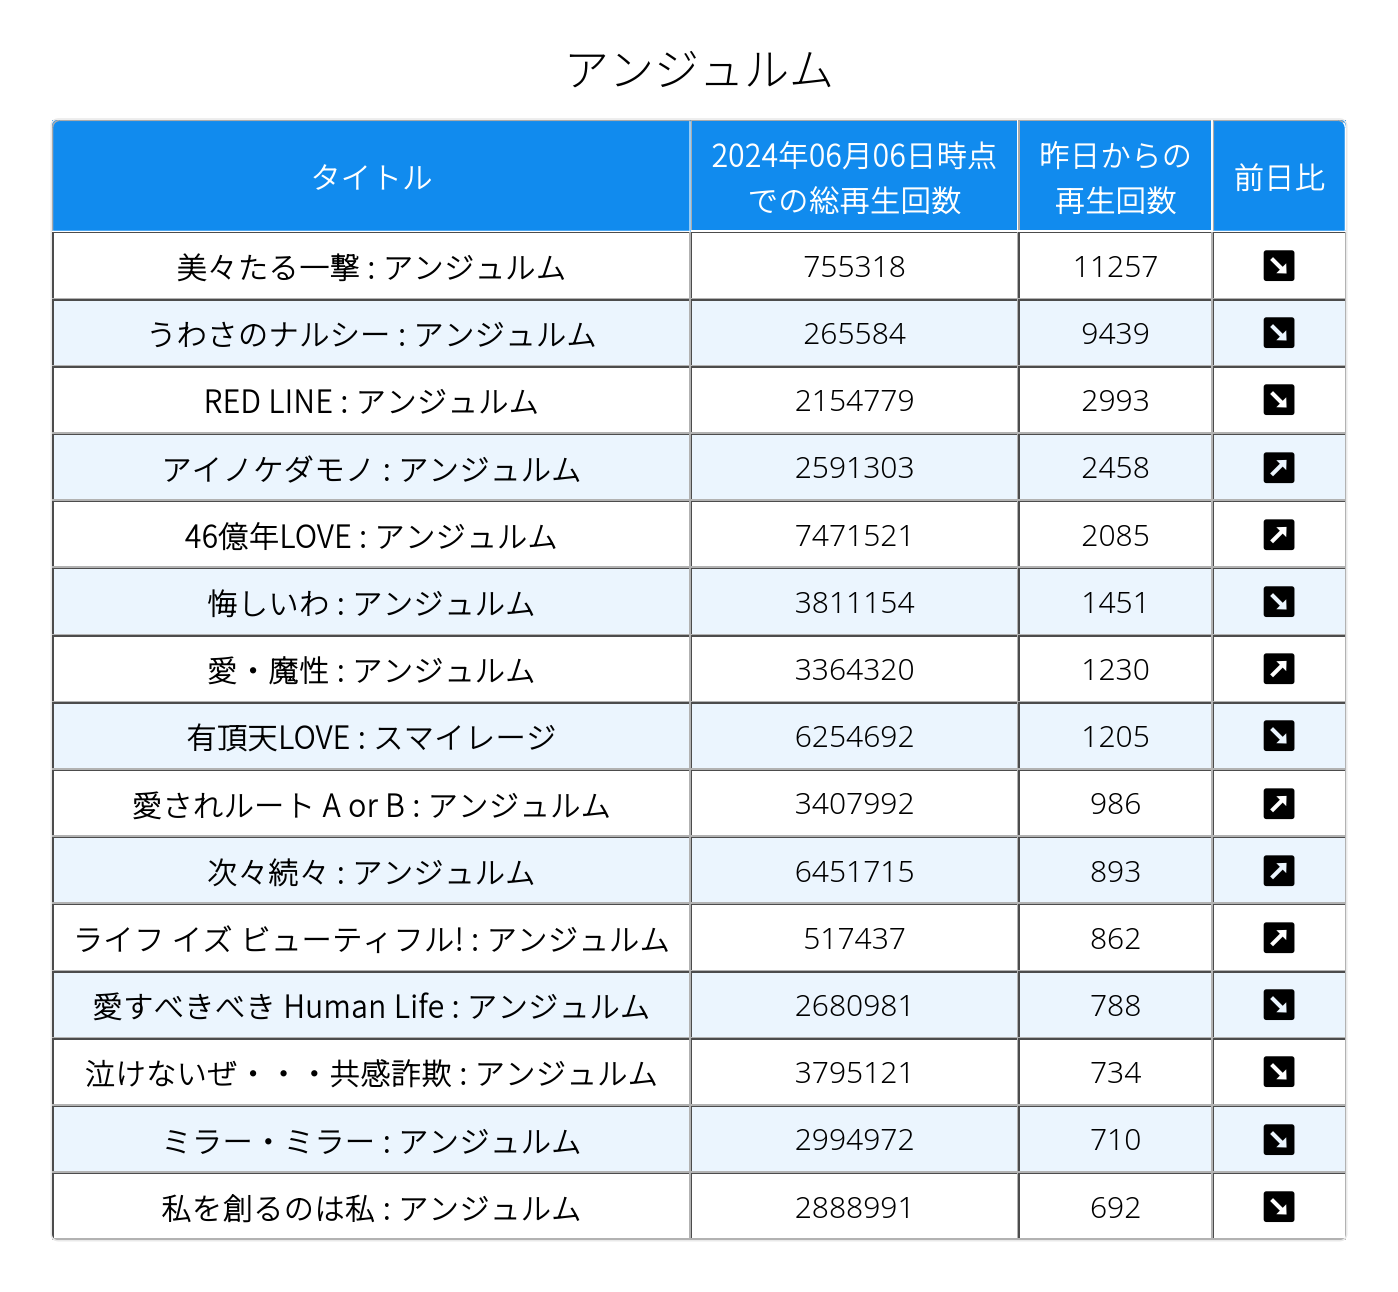 アンジュルム
タイトル
2024年06月06日時点
での総再生回数
昨日からの
再生回数
前日比
美々たる一撃 : アンジュルム 755318 11257 ↘
うわさのナルシー : アンジュルム 265584 9439 ↘
RED LINE : アンジュルム 2154779 2993 ↘
アイノケダモノ : アンジュルム 2591303 2458 ↗
46億年LOVE : アンジュルム 7471521 2085 ↗
悔しいわ : アンジュルム 3811154 1451 ↘
愛・魔性 : アンジュルム 3364320 1230 ↗
有頂天LOVE : スマイレージ 6254692 1205 ↘
愛されルート A or B : アンジュルム 3407992 986 ↗
次々続々 : アンジュルム 6451715 893 ↗
ライフ イズ ビューティフル! : アンジュルム 517437 862 ↗
愛すべきべき Human Life : アンジュルム 2680981 788 ↘
泣けないぜ・・・共感詐欺 : アンジュルム 3795121 734 ↘
ミラー・ミラー : アンジュルム 2994972 710 ↘
私を創るのは私 : アンジュルム 2888991 692 ↘